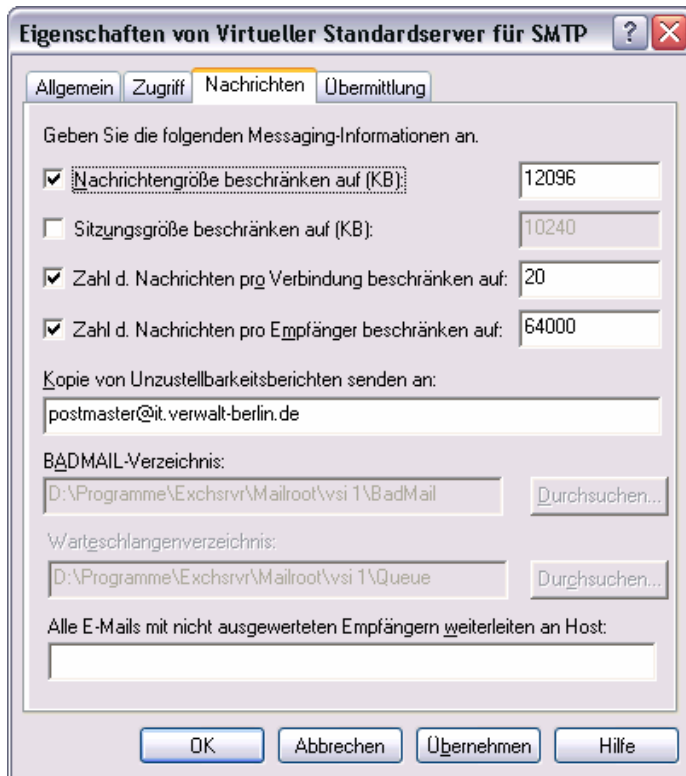 Eigenschaften von Virtueller Standardserver für SMTP
Allgemein Zugriff Nachrichten Übermittlung
Geben Sie die folgenden Messaging-Informationen an.
Nachrichtengröße beschränken auf (KB): 12096
Sitzungsgröße beschränken auf (KB): 10240
Zahl d. Nachrichten pro Verbindung beschränken auf: 20
Zahl d. Nachrichten pro Empfänger beschränken auf: 64000
Kopie von Unzustellbarkeitsberichten senden an:
postmaster@it.verwalt-berlin.de
BADMAIL-Verzeichnis:
D:\Programme\Exchsrvr\Mailroot\vsi 1\BadMail Durchsuchen...
Warteschlangenverzeichnis:
D:\Programme\Exchsrvr\Mailroot\vsi 1\Queue Durchsuchen...
Alle E-Mails mit nicht ausgewerteten Empfängern weiterleiten an Host:
OK Abbrechen Übernehmen Hilfe